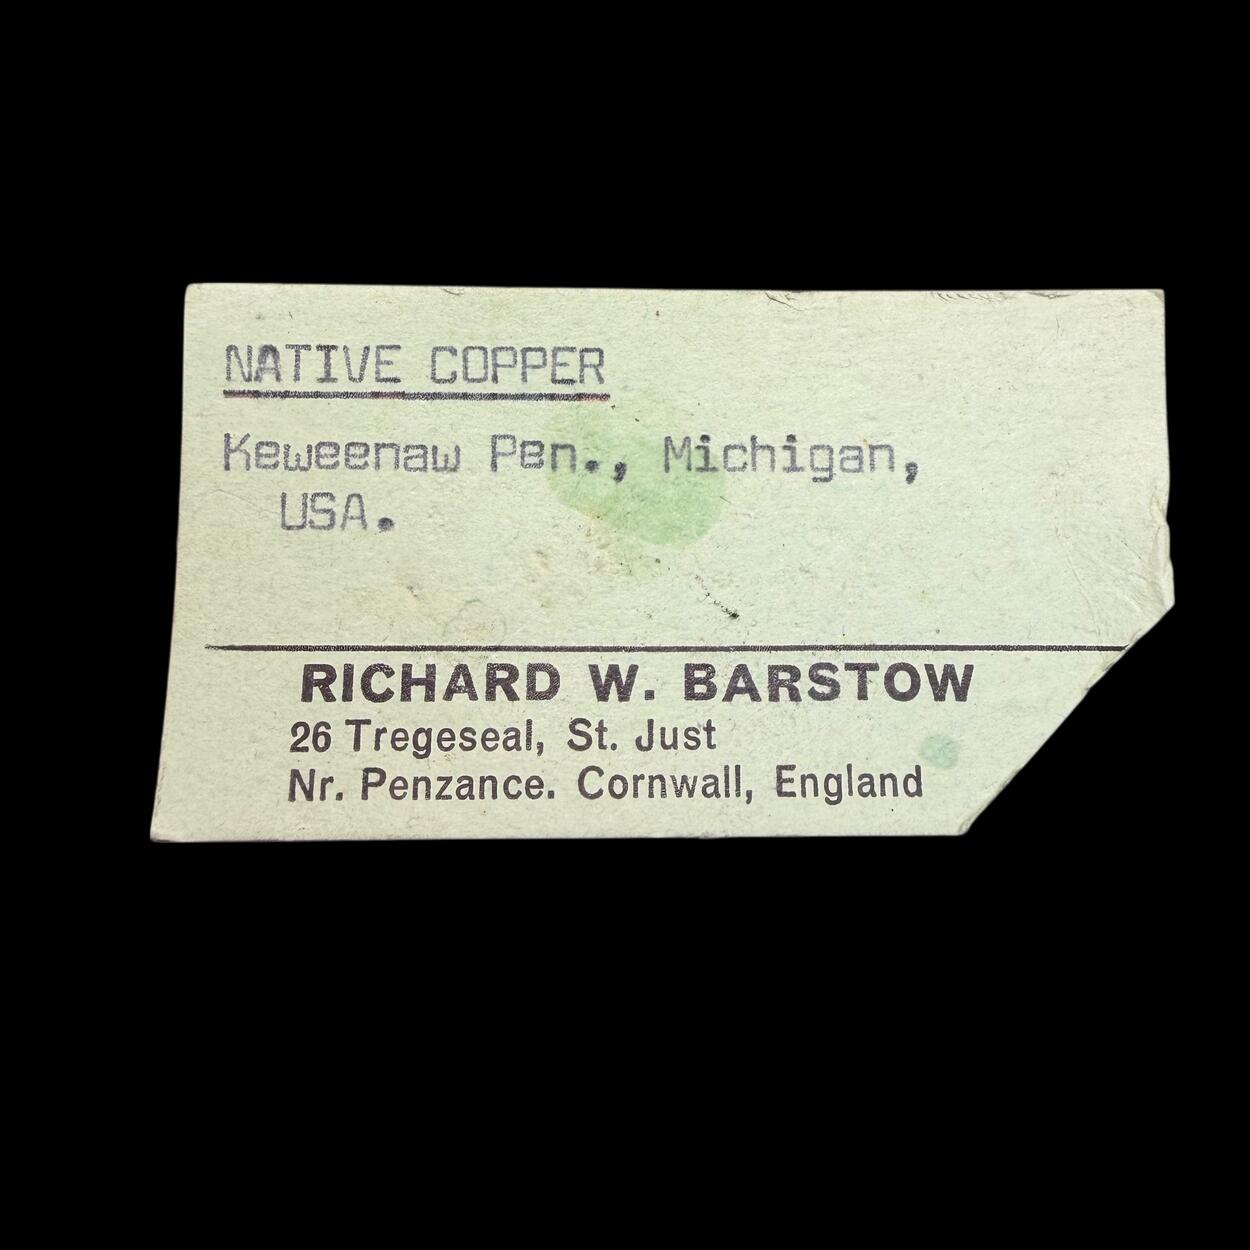 NATIVE COPPER
Keweenaw Pen., Michigan,
USA.
RICHARD W. BARSTOW
26 Tregeseal, St. Just
Nr. Penzance. Cornwall, England